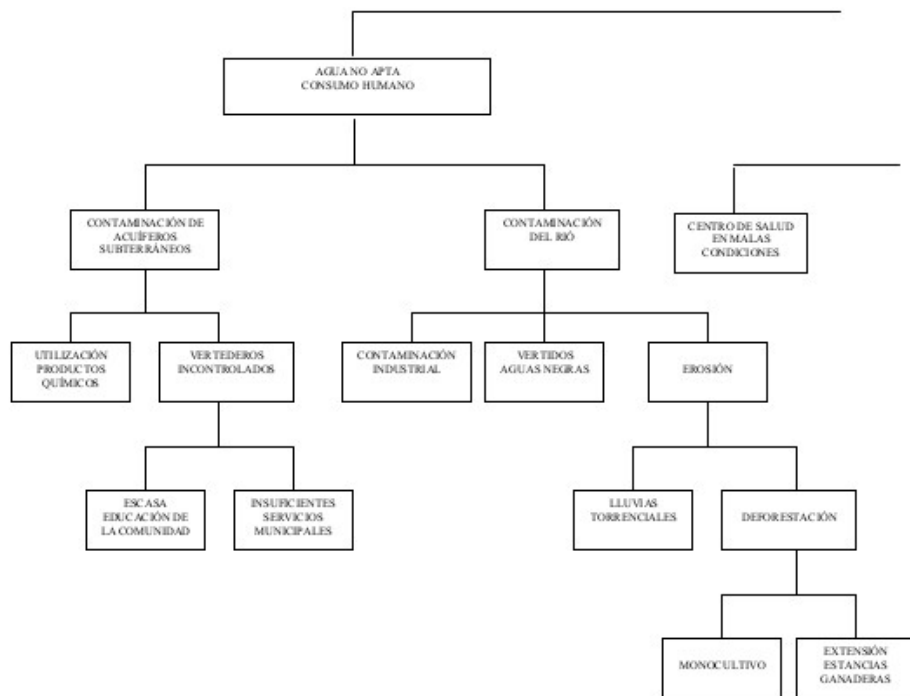 AGUA NO APTA
CONSUMO HUMANO
CONTAMINACIÓN DE
ACUÍFEROS
SUBTERRÁNEOS
CONTAMINACIÓN
DEL RIÓ
CENTRO DE SALUD
EN MALAS
CONDICIONES
UTILIZACIÓN
PRODUCTOS
QUÍMICOS
VERTEDEROS
INCONTROLADOS
CONTAMINACIÓN
INDUSTRIAL
VERTIDOS
AGUAS NEGRAS
EROSIÓN
ESCASA
EDUCACIÓN DE
LA COMUNIDAD
INSUFICIENTES
SERVICIOS
MUNICIPALES
LLUVIAS
TORRENCIALES
DEFORESTACIÓN
MONOCULTIVO
EXTENSIÓN
ESTANCIAS
GANADERAS